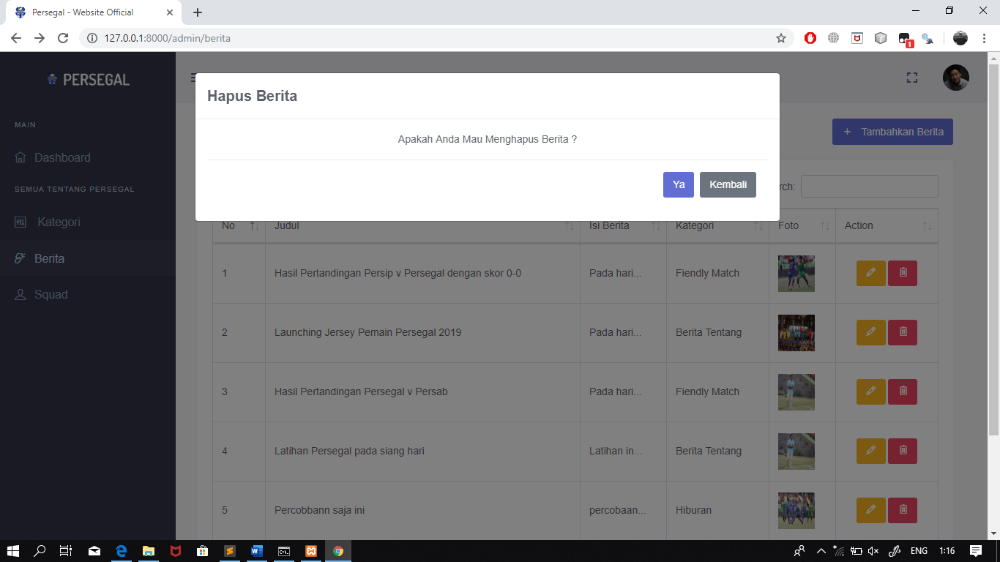 Persegal - Website Official
127.0.0.1:8000/admin/berita
1
PERSEGAL
MAIN
Dashboard
SEMUA TENTANG PERSEGAL
Kategori
Berita
Squad
Hapus Berita
Apakah Anda Mau Menghapus Berita ?
Ya
Kembali
+ Tambahkan Berita
rch:
No Judul Isi Berita Kategori Foto Action
1 Hasil Pertandingan Persip v Persegal dengan skor 0-0 Pada hari... Fiendly Match
2 Launching Jersey Pemain Persegal 2019 Pada hari... Berita Tentang
3 Hasil Pertandingan Persegal v Persab Pada hari... Fiendly Match
4 Latihan Persegal pada siang hari Latihan in... Berita Tentang
5 Percobbann saja ini percobaan... Hiburan
ENG 1:16